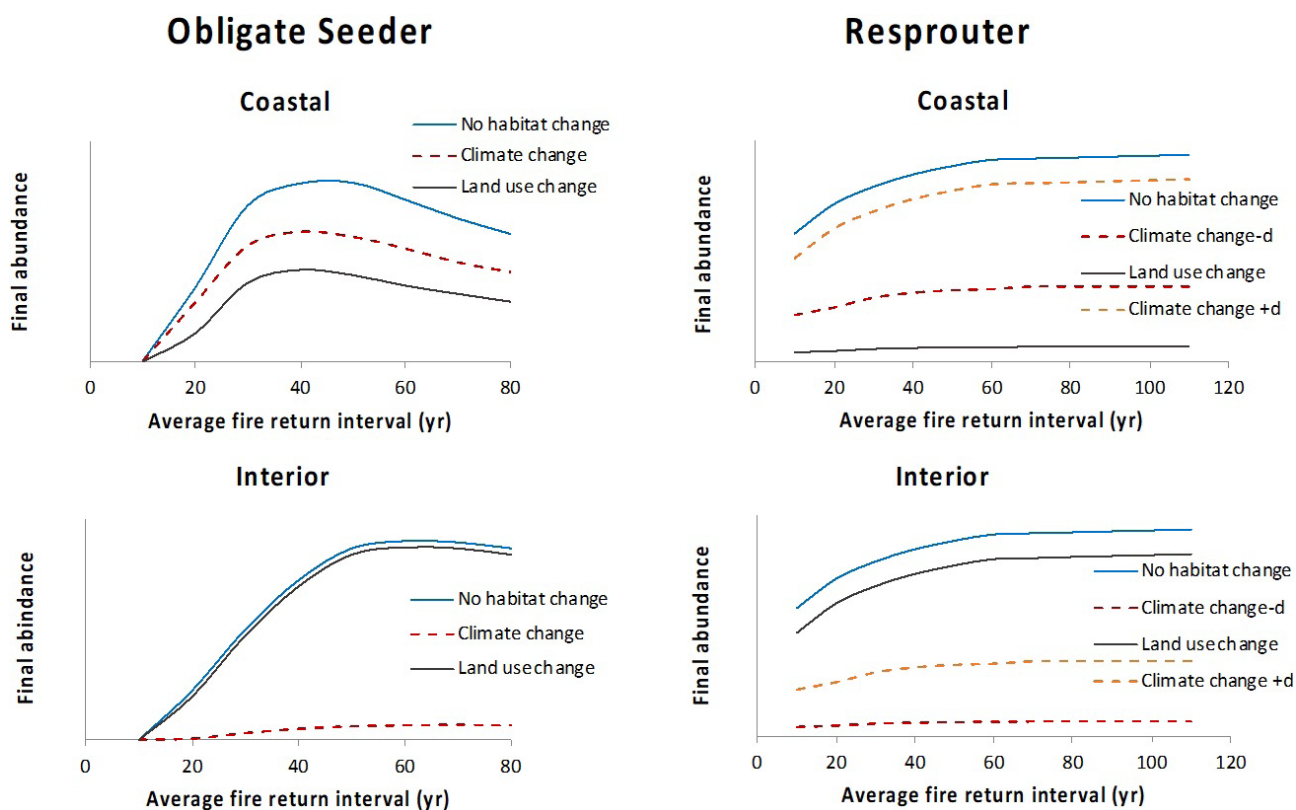 Obligate Seeder
Resprouter
Coastal
No habitat change
Climate change
Land use change
Final abundance
0 20 40 60 80
Average fire return interval (yr)
Coastal
No habitat change
Climate change-d
Land use change
Climate change +d
Final abundance
0 20 40 60 80 100 120
Average fire return interval (yr)
Interior
No habitat change
Climate change
Land use change
Final abindance
0 20 40 60 80
Average fire return interval (yr)
Interior
No habitat change
Climate change-d
Land use change
Climate change +d
Final abundance
0 20 40 60 80 100 120
Average fire return interval (yr)